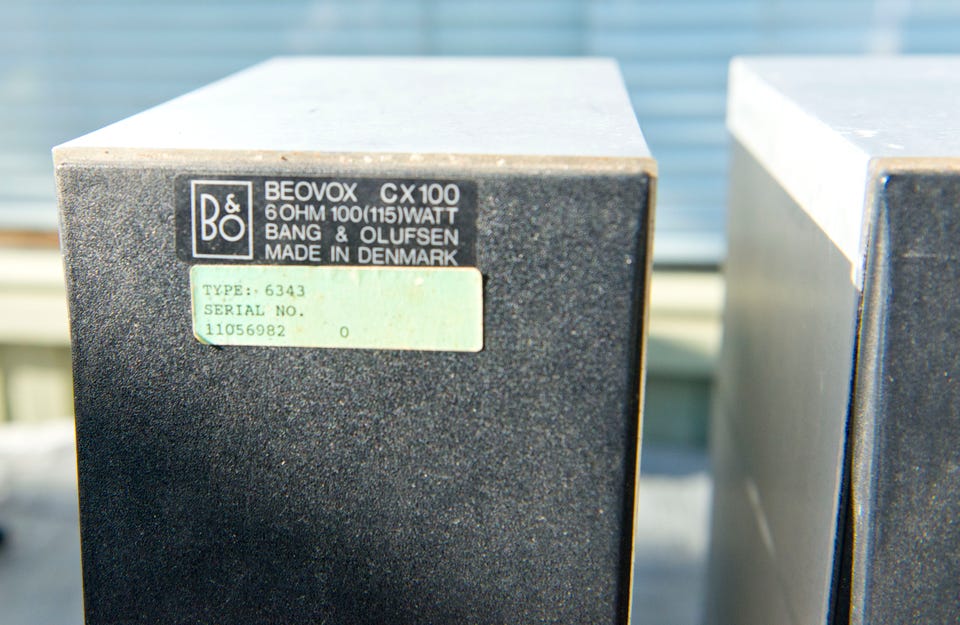 B&O
BEOVOX CX100
6 OHM 100(115)WATT
BANG & OLUFSEN
MADE IN DENMARK
TYPE: 6343
SERIAL NO.
11056982 0